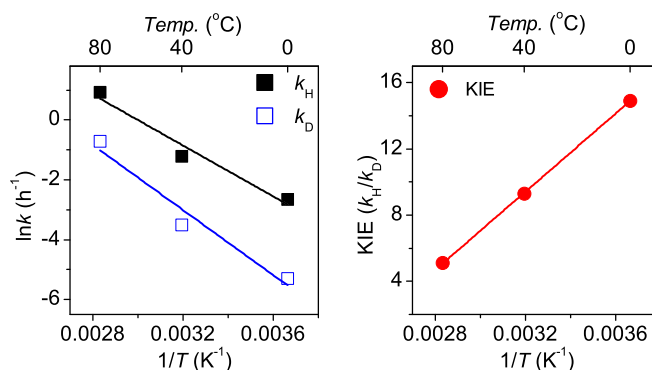 Temp. (°C)
80 40 0
k_H
k_D
0
-2
-4
-6
lnk (h⁻¹)
0.0028 0.0032 0.0036
1/T (K⁻¹)
Temp. (°C)
80 40 0
KIE
16
12
8
4
KIE (k_H/k_D)
0.0028 0.0032 0.0036
1/T (K⁻¹)